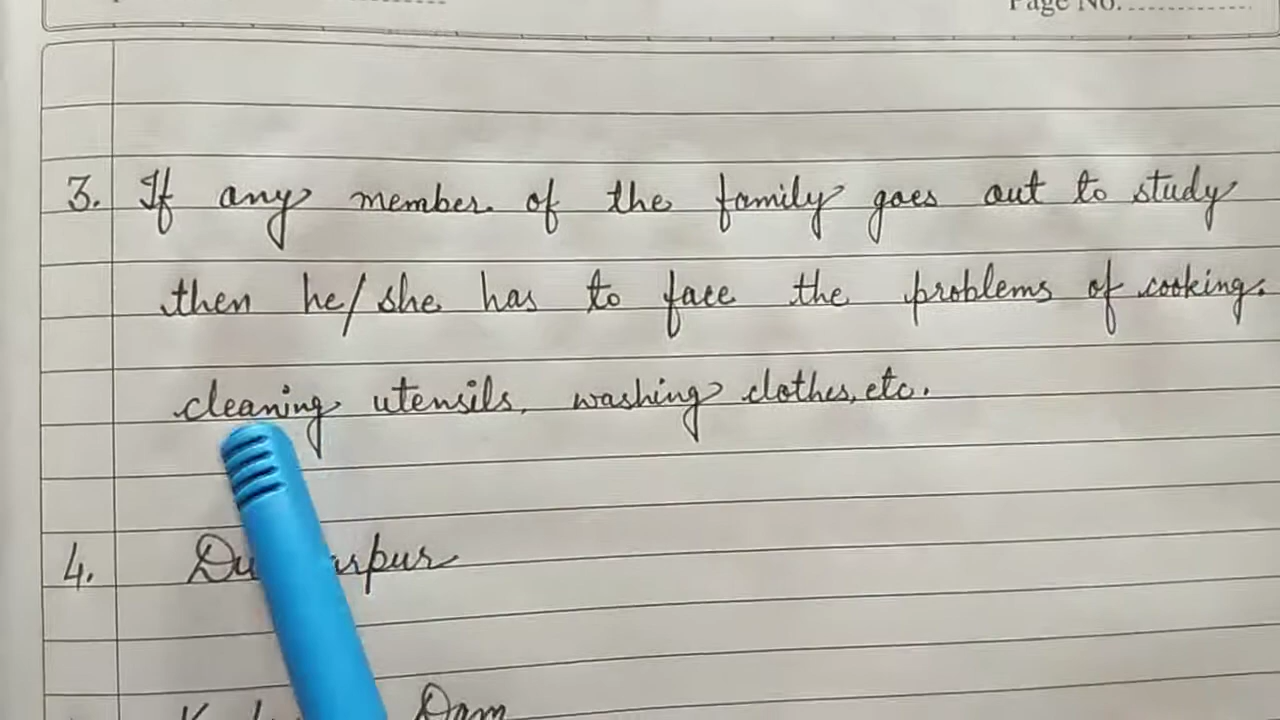 Page No.
3. If any member of the family goes out to study
then he/she has to face the problems of cooking.
cleaning utensils, washing clothes, etc.
4.
Dam